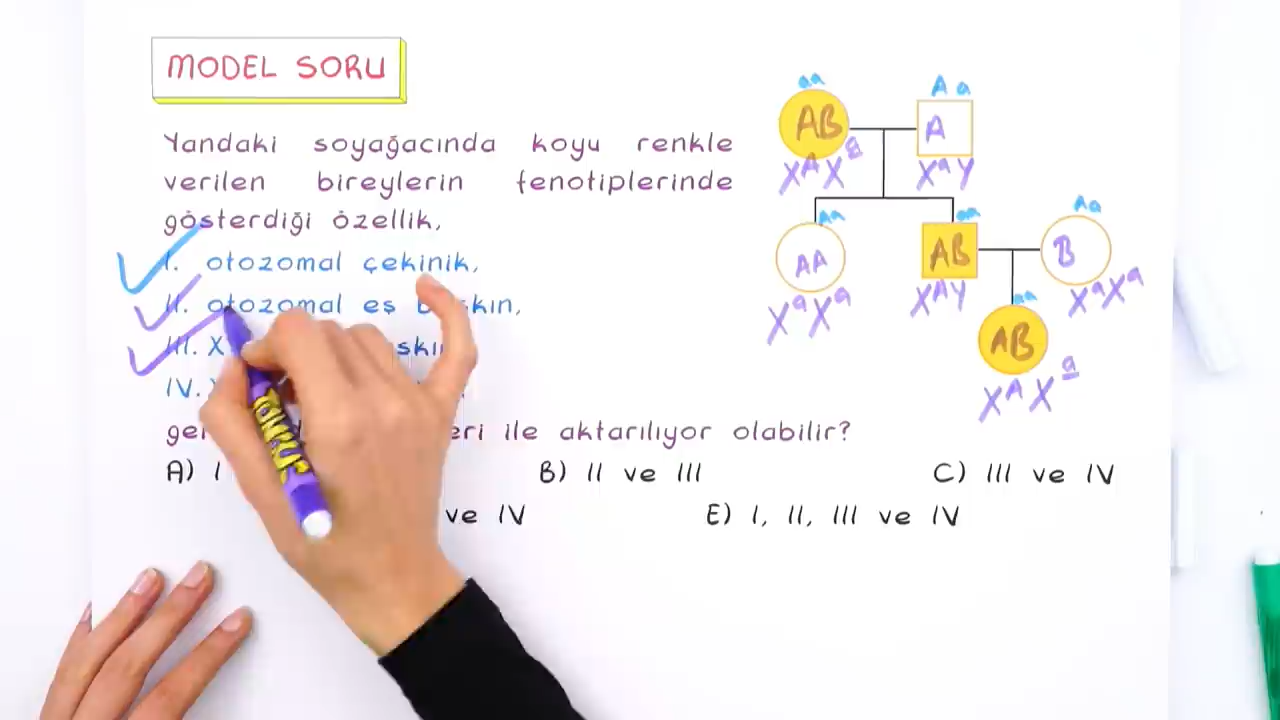 MODEL SORU
Yandaki soyağacında koyu renkle
verilen bireylerin fenotiplerinde
gösterdiği özellik,
I. otozomal çekinik,
II. otozomal eş
III. X
IV.
ile aktarılıyor olabilir?
A) I
B) II ve III
C) III ve IV
ve IV
E) I, II, III ve IV
aa
Aa
AB
A
XᴬXᵃ
XᵃY
Aa
aa
Aa
AA
AB
B
XᵃXᵃ
XᴬY
XᵃXᵃ
aa
AB
XᴬXᵃ